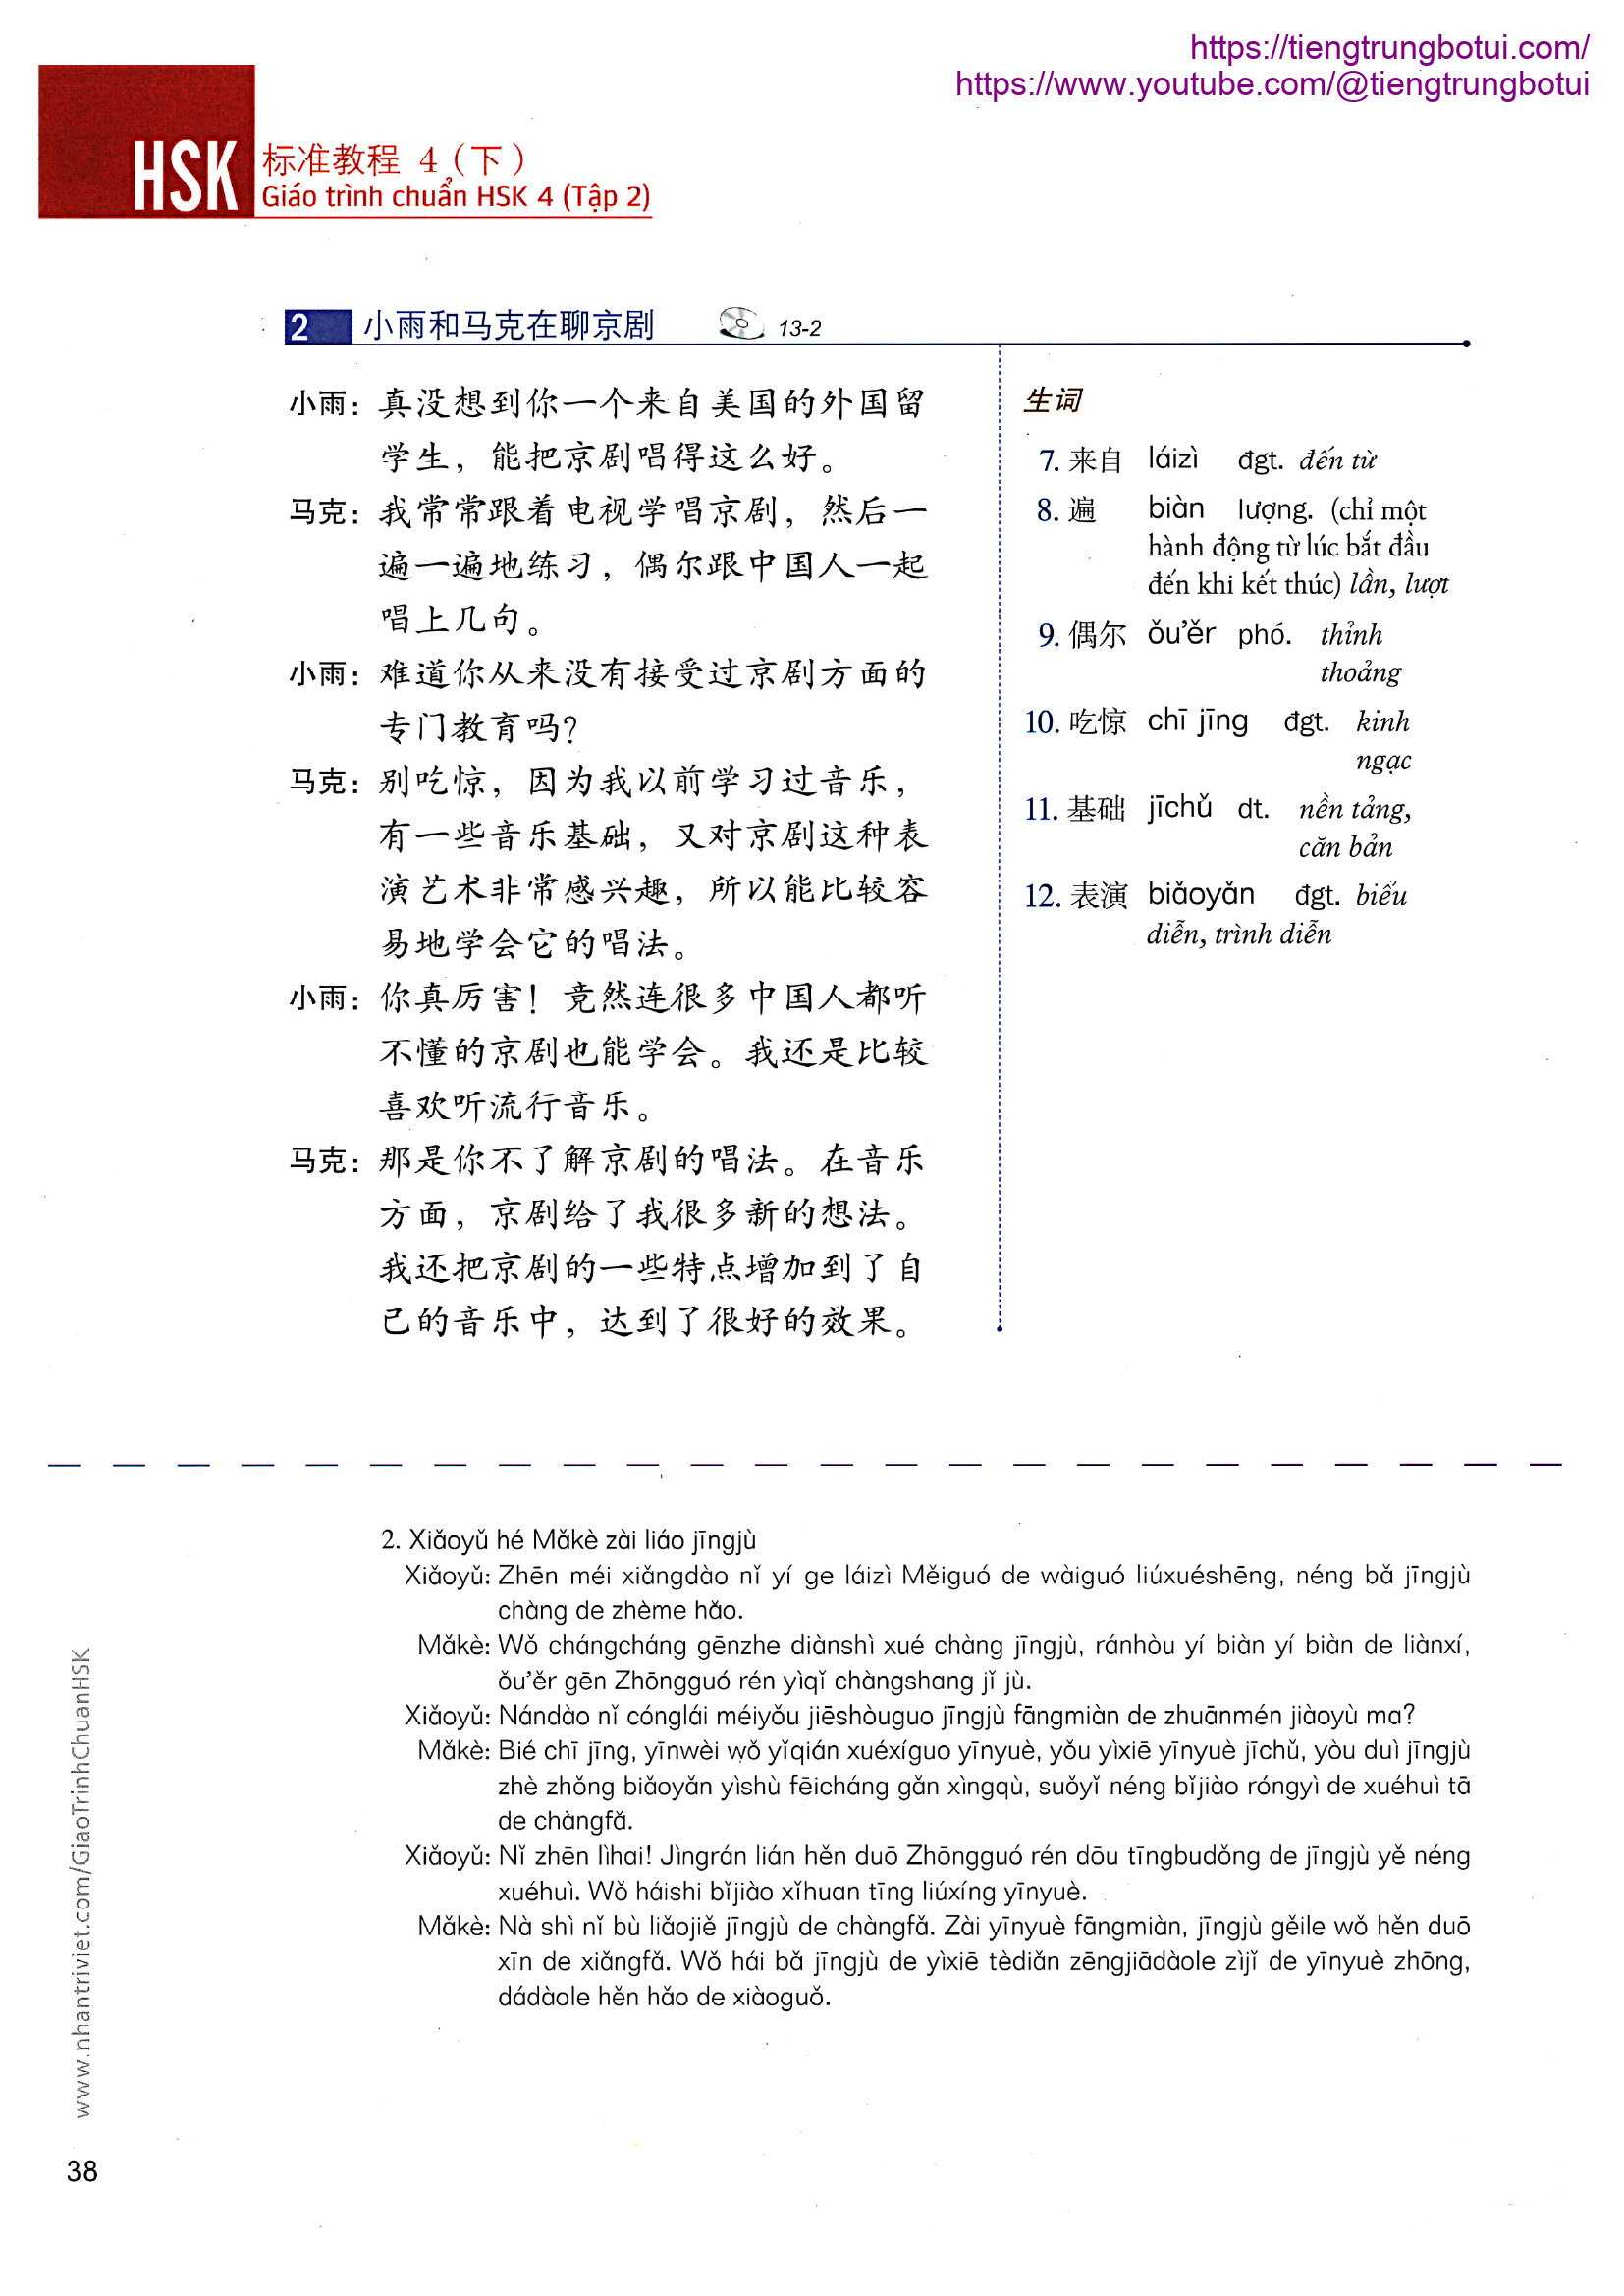 https://tiengtrungbotui.com/
https://www.youtube.com/@tiengtrungbotui
HSK 标准教程 4（下）
Giáo trình chuẩn HSK 4 (Tập 2)
2 小雨和马克在聊京剧 13-2
小雨：真没想到你一个来自美国的外国留
学生，能把京剧唱得这么好。
马克：我常常跟着电视学唱京剧，然后一
遍一遍地练习，偶尔跟中国人一起
唱上几句。
小雨：难道你从来没有接受过京剧方面的
专门教育吗？
马克：别吃惊，因为我以前学习过音乐，
有一些音乐基础，又对京剧这种表
演艺术非常感兴趣，所以能比较容
易地学会它的唱法。
小雨：你真厉害！竞然连很多中国人都听
不懂的京剧也能学会。我还是比较
喜欢听流行音乐。
马克：那是你不了解京剧的唱法。在音乐
方面，京剧给了我很多新的想法。
我还把京剧的一些特点增加到了自
己的音乐中，达到了很好的效果。
生词
7. 来自 láizì đgt. đến từ
8. 遍 biàn lượng. (chỉ một
hành động từ lúc bắt đầu
đến khi kết thúc) lần, lượt
9. 偶尔 ǒu'ěr phó. thỉnh
thoảng
10. 吃惊 chī jīng đgt. kinh
ngạc
11. 基础 jīchǔ dt. nền tảng,
căn bản
12. 表演 biǎoyǎn đgt. biểu
diễn, trình diễn
2. Xiǎoyǔ hé Mǎkè zài liáo jīngjù
Xiǎoyǔ: Zhēn méi xiǎngdào nǐ yí ge láizì Měiguó de wàiguó liúxuéshēng, néng bǎ jīngjù
chàng de zhème hǎo.
Mǎkè: Wǒ chángcháng gēnzhe diànshì xué chàng jīngjù, ránhòu yí biàn yí biàn de liànxí,
ǒu'ěr gēn Zhōngguó rén yìqǐ chàngshang jǐ jù.
Xiǎoyǔ: Nándào nǐ cónglái méiyǒu jiēshòuguo jīngjù fāngmiàn de zhuānmén jiàoyù ma?
Mǎkè: Bié chī jīng, yīnwèi wǒ yǐqián xuéxíguo yīnyuè, yǒu yìxiē yīnyuè jīchǔ, yòu duì jīngjù
zhè zhǒng biǎoyǎn yìshù fēicháng gǎn xìngqù, suǒyǐ néng bǐjiào róngyì de xuéhuì tā
de chàngfǎ.
Xiǎoyǔ: Nǐ zhēn lìhai! Jìngrán lián hěn duō Zhōngguó rén dōu tīngbudǒng de jīngjù yě néng
xuéhuì. Wǒ háishi bǐjiào xǐhuan tīng liúxíng yīnyuè.
Mǎkè: Nà shì nǐ bù liǎojiě jīngjù de chàngfǎ. Zài yīnyuè fāngmiàn, jīngjù gěile wǒ hěn duō
xīn de xiǎngfǎ. Wǒ hái bǎ jīngjù de yìxiē tèdiǎn zēngjiādàole zìjǐ de yīnyuè zhōng,
dádàole hěn hǎo de xiàoguǒ.
www.nhantriviet.com/GiaoTrinhChuanHSK
38